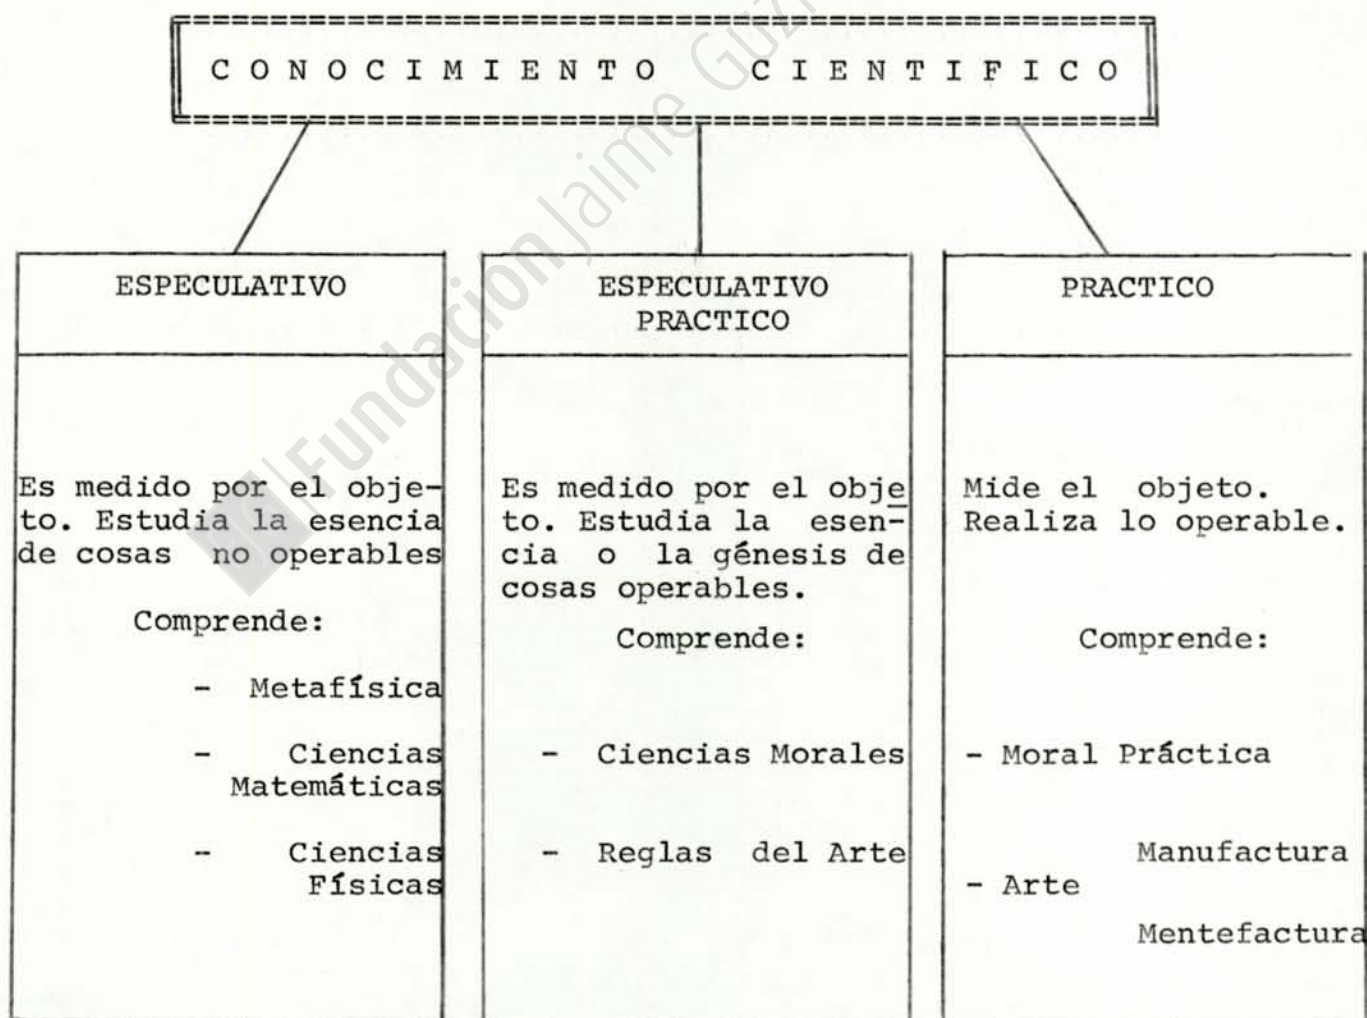 CONOCIMIENTO CIENTIFICO
ESPECULATIVO
Es medido por el obje-
to. Estudia la esencia
de cosas no operables
Comprende:
- Metafísica
- Ciencias
Matemáticas
- Ciencias
Físicas
ESPECULATIVO
PRACTICO
Es medido por el obje
to. Estudia la esen-
cia o la génesis de
cosas operables.
Comprende:
- Ciencias Morales
- Reglas del Arte
PRACTICO
Mide el objeto.
Realiza lo operable.
Comprende:
- Moral Práctica
Manufactura
- Arte
Mentefactura
Fundación Jaime